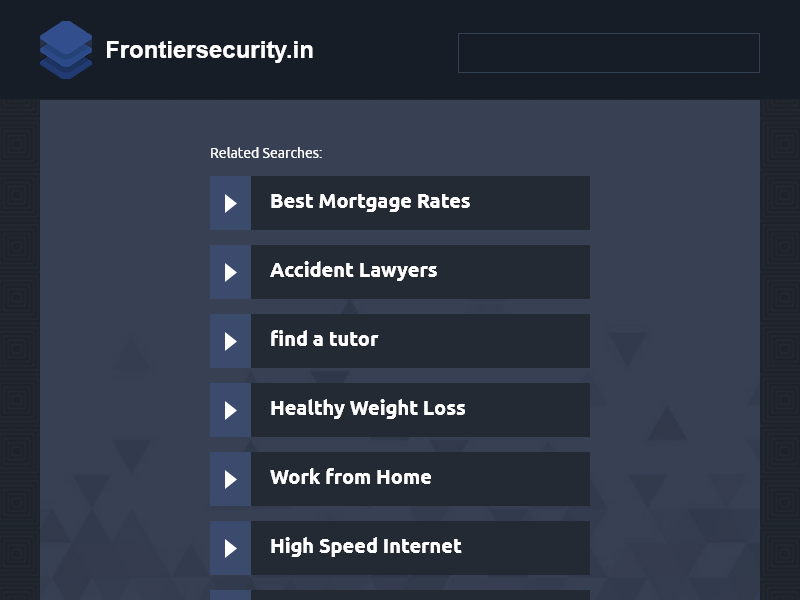 Frontiersecurity.in
Related Searches:
Best Mortgage Rates
Accident Lawyers
find a tutor
Healthy Weight Loss
Work from Home
High Speed Internet